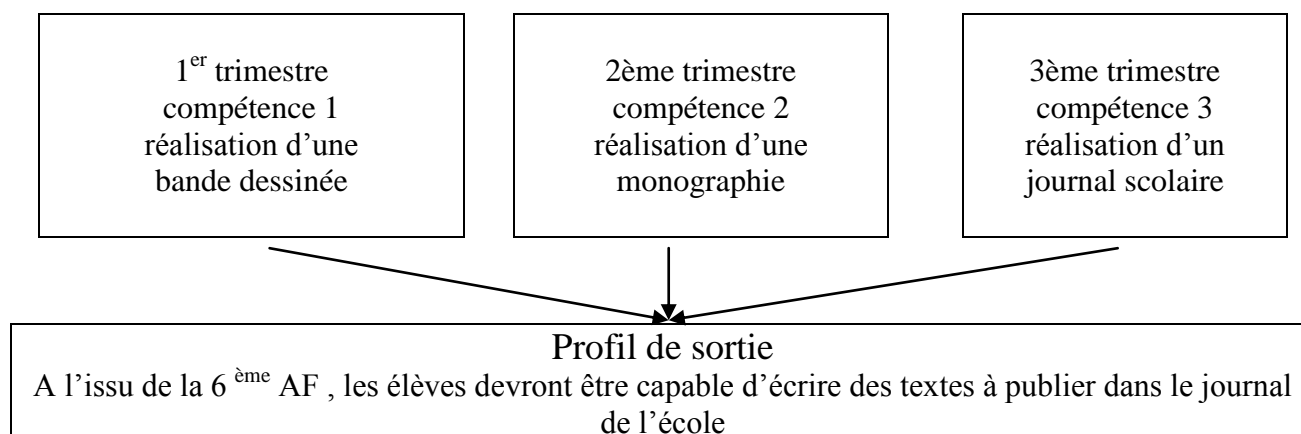 1er trimestre
compétence 1
réalisation d’une
bande dessinée
2ème trimestre
compétence 2
réalisation d’une
monographie
3ème trimestre
compétence 3
réalisation d’un
journal scolaire
Profil de sortie
A l’issu de la 6 ème AF , les élèves devront être capable d’écrire des textes à publier dans le journal
de l’école